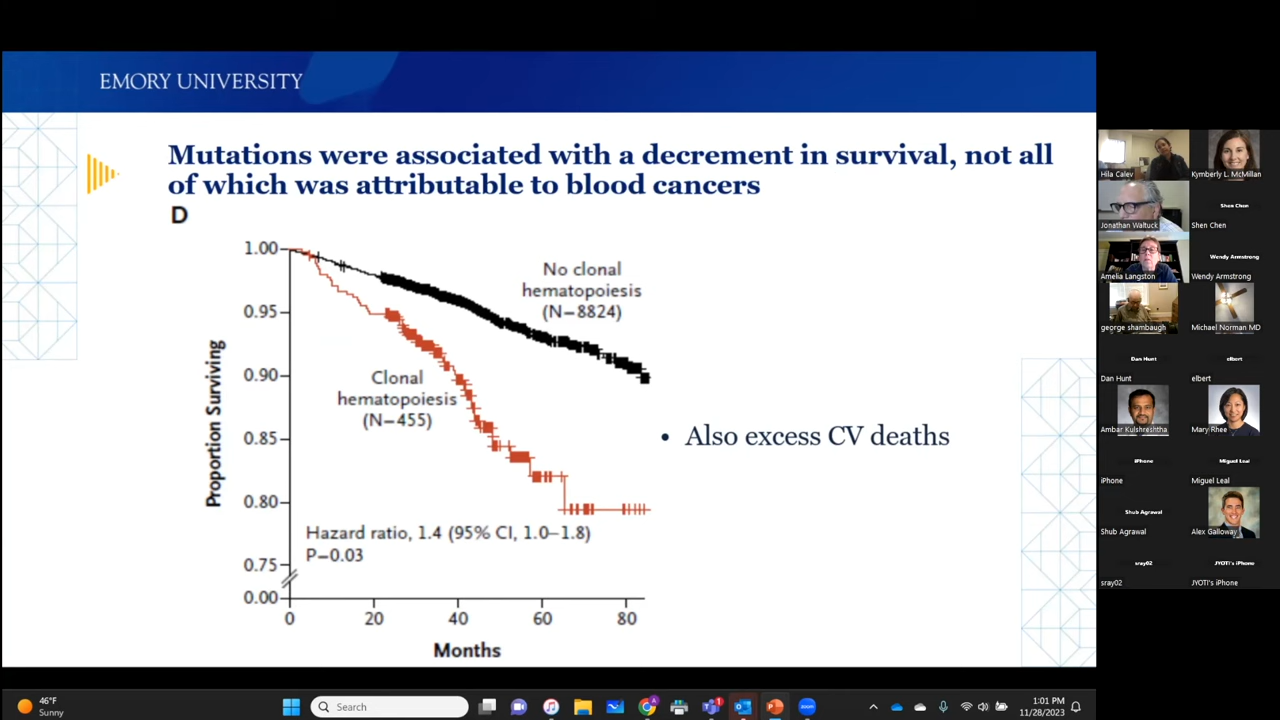 EMORY UNIVERSITY
Mutations were associated with a decrement in survival, not all
of which was attributable to blood cancers
D
1.00
0.95
0.90
0.85
0.80
0.75
0.00
Proportion Surviving
No clonal
hematopoiesis
(N=8824)
Clonal
hematopoiesis
(N=455)
Hazard ratio, 1.4 (95% CI, 1.0–1.8)
P=0.03
0 20 40 60 80
Months
• Also excess CV deaths
Hila Calev
Kymberly L. McMillan
Jonathan Waltuck
Shen Chen
Shen Chen
Amelia Langston
Wendy Armstrong
Wendy Armstrong
george shambaugh
Michael Norman MD
Dan Hunt
Dan Hunt
elbert
elbert
Ambar Kulshreshtha
Mary Rhee
iPhone
iPhone
Miguel Leal
Miguel Leal
Shub Agrawal
Shub Agrawal
Alex Galloway
sray02
sray02
JYOTI's iPhone
JYOTI's iPhone
46°F
Sunny
Search
1
zoom
1:01 PM
11/28/2023